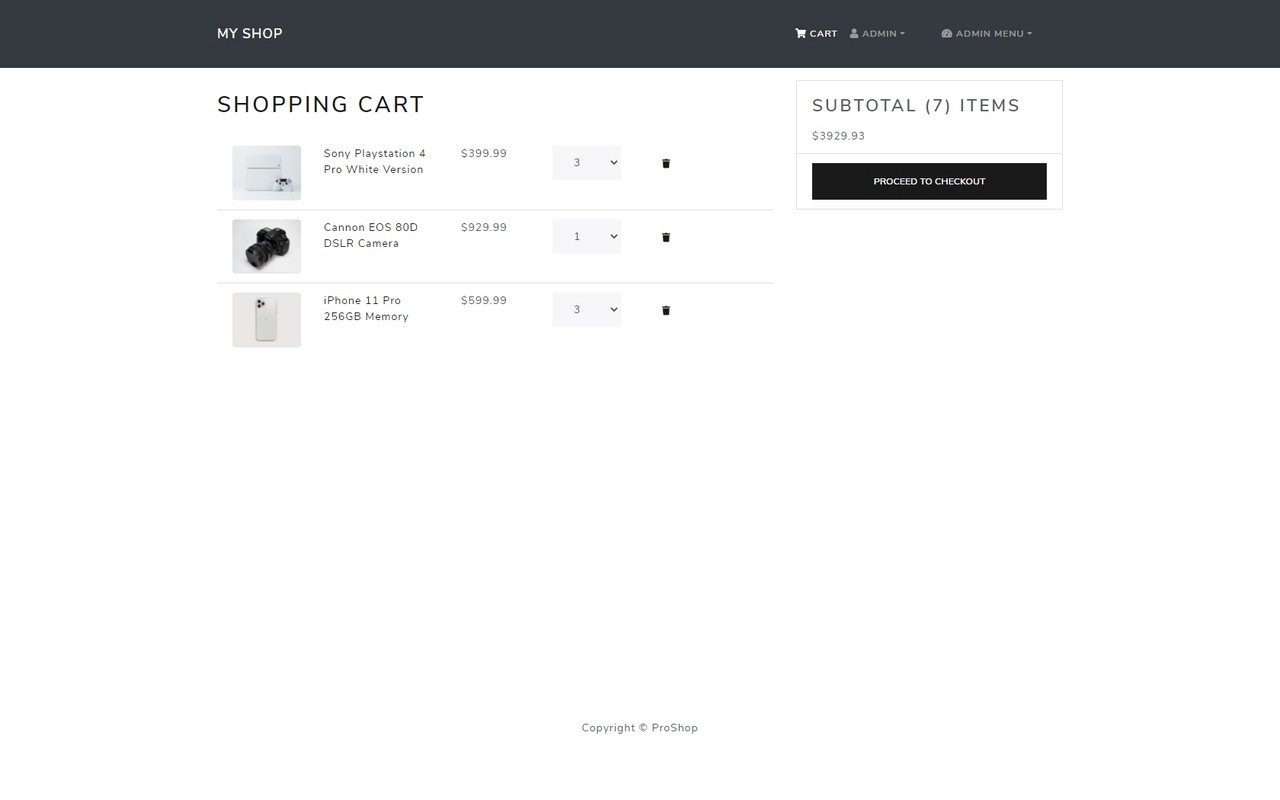 MY SHOP
CART
ADMIN
ADMIN MENU
SHOPPING CART
Sony Playstation 4
Pro White Version
$399.99
3
Cannon EOS 80D
DSLR Camera
$929.99
1
iPhone 11 Pro
256GB Memory
$599.99
3
SUBTOTAL (7) ITEMS
$3929.93
PROCEED TO CHECKOUT
Copyright © ProShop